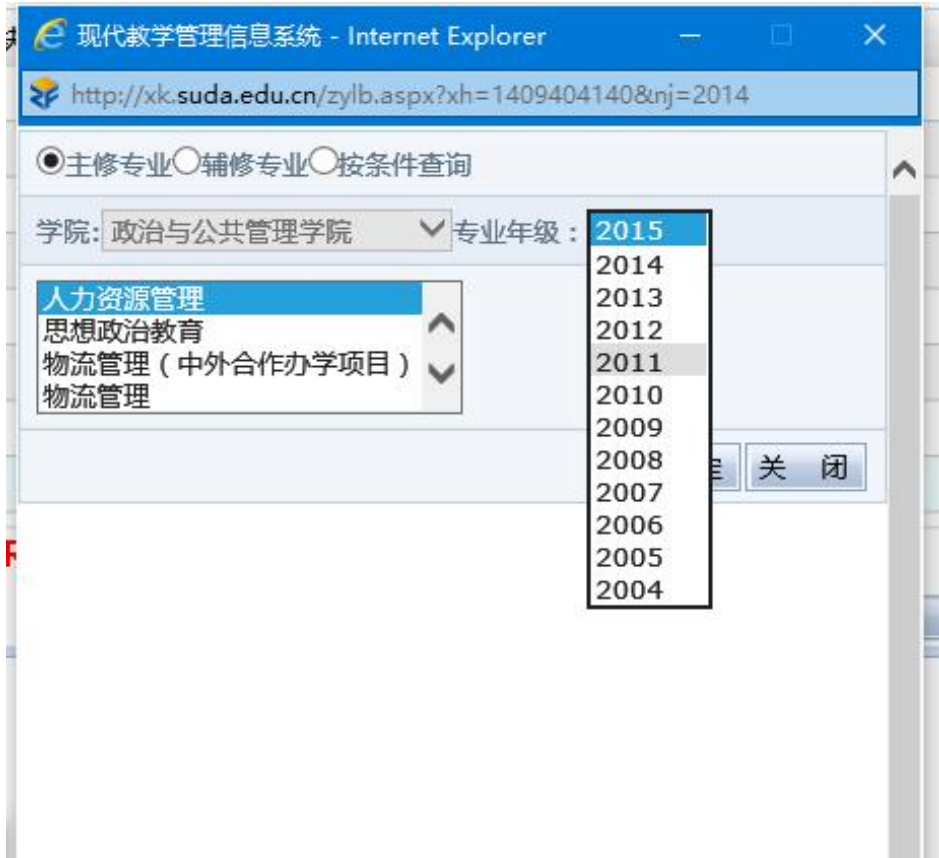 现代教学管理信息系统 - Internet Explorer
http://xk.suda.edu.cn/zylb.aspx?xh=1409404140&nj=2014
主修专业 辅修专业 按条件查询
学院: 政治与公共管理学院 专业年级： 2015
2014
人力资源管理 2013
思想政治教育 2012
物流管理（中外合作办学项目） 2011
物流管理 2010
2009
关 闭 2008
2007
2006
2005
2004